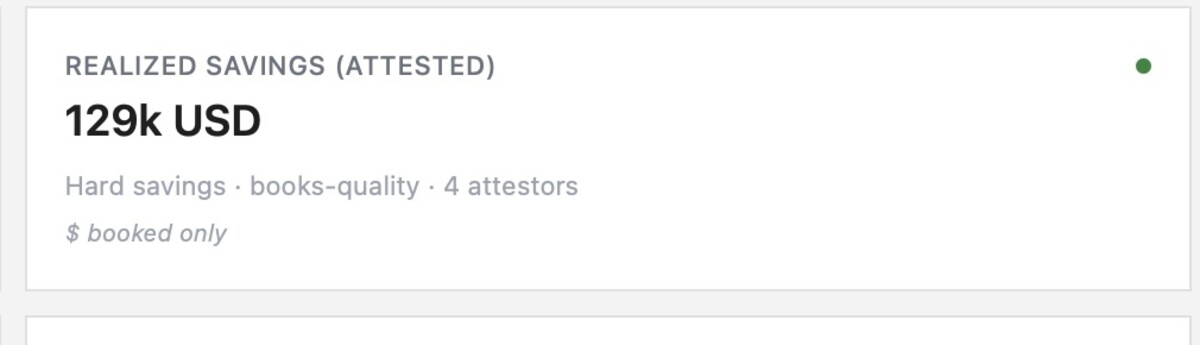 REALIZED SAVINGS (ATTESTED)
129k USD
Hard savings · books-quality · 4 attestors
$ booked only